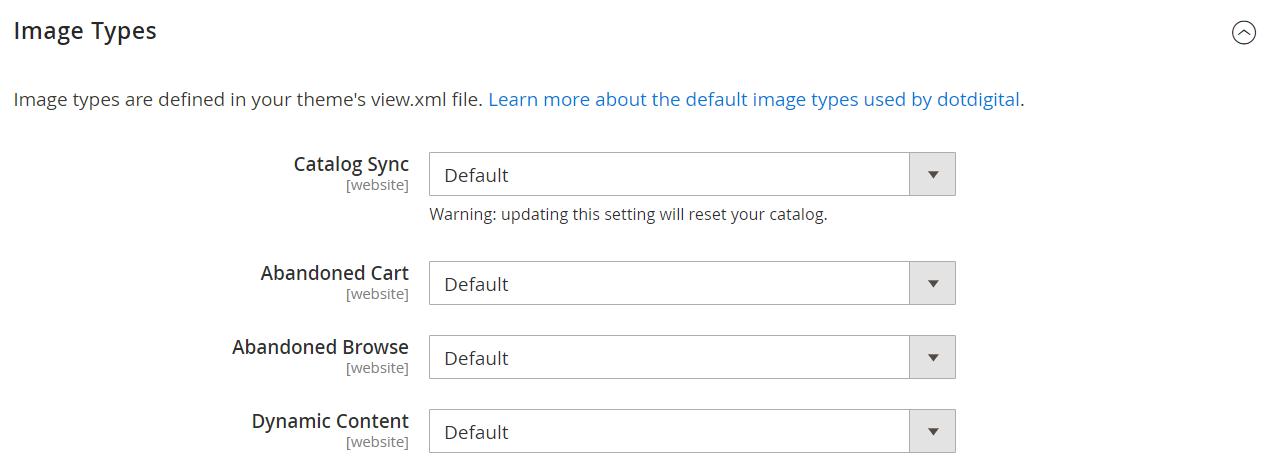 Image Types
Image types are defined in your theme's view.xml file. Learn more about the default image types used by dotdigital.
Catalog Sync
[website]
Default
Warning: updating this setting will reset your catalog.
Abandoned Cart
[website]
Default
Abandoned Browse
[website]
Default
Dynamic Content
[website]
Default